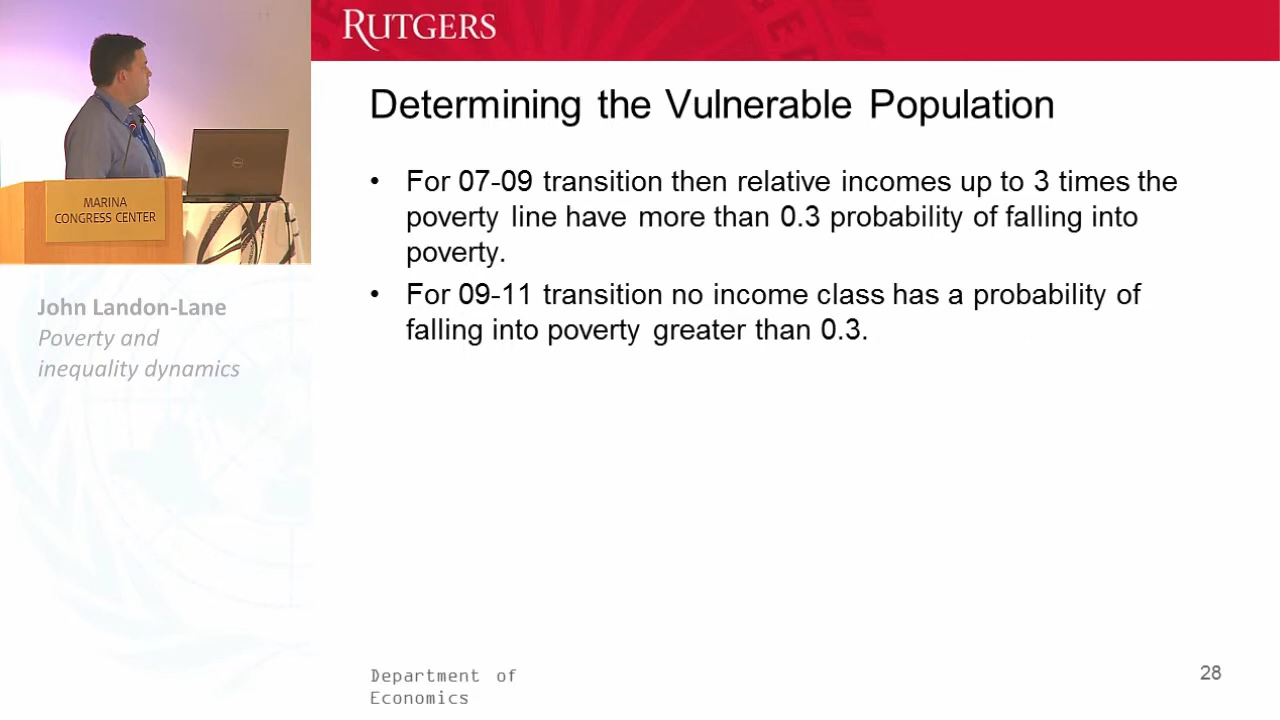 RUTGERS
Determining the Vulnerable Population
• For 07-09 transition then relative incomes up to 3 times the
poverty line have more than 0.3 probability of falling into
poverty.
• For 09-11 transition no income class has a probability of
falling into poverty greater than 0.3.
MARINA
CONGRESS CENTER
John Landon-Lane
Poverty and
inequality dynamics
Department of
Economics
28